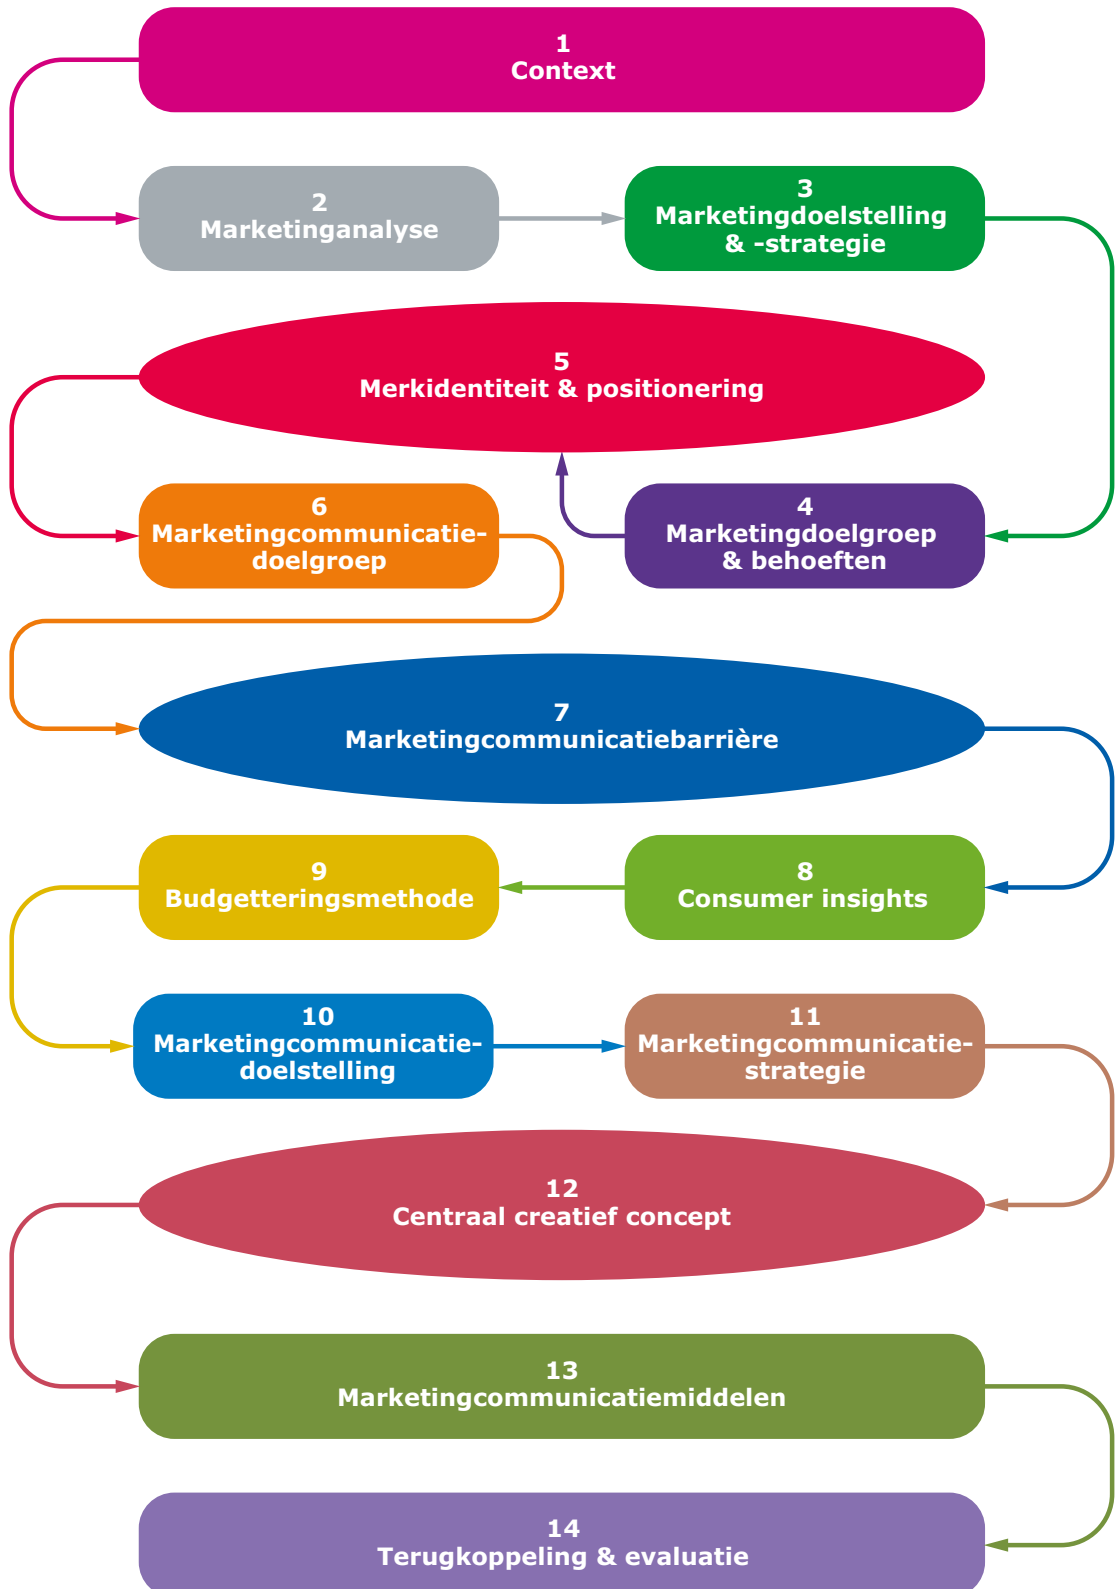 1
Context
2
Marketinganalyse
3
Marketingdoelstelling
& -strategie
5
Merkidentiteit & positionering
6
Marketingcommunicatie-
doelgroep
4
Marketingdoelgroep
& behoeften
7
Marketingcommunicatiebarrière
9
Budgetteringsmethode
8
Consumer insights
10
Marketingcommunicatie-
doelstelling
11
Marketingcommunicatie-
strategie
12
Centraal creatief concept
13
Marketingcommunicatiemiddelen
14
Terugkoppeling & evaluatie